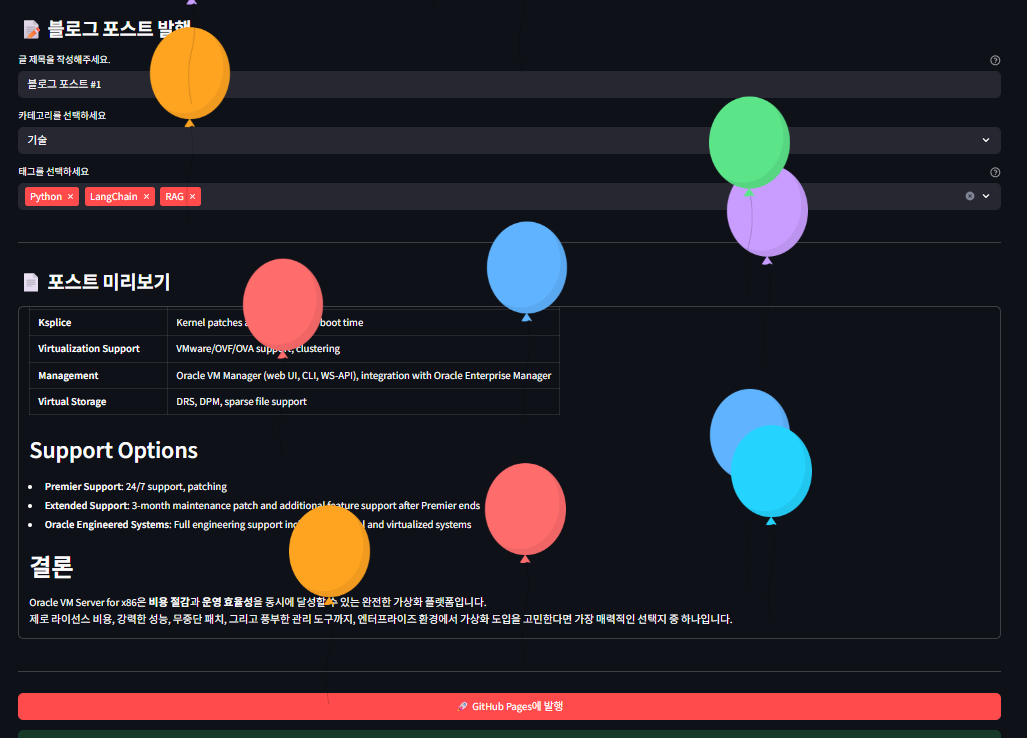 블로그 포스트 발행
글 제목을 작성해주세요.
블로그 포스트 #1
카테고리를 선택하세요
기술
태그를 선택하세요
Python × LangChain × RAG ×
포스트 미리보기
Ksplice Kernel patches boot time
Virtualization Support VMware/OVF/OVA support, clustering
Management Oracle VM Manager (web UI, CLI, WS-API), integration with Oracle Enterprise Manager
Virtual Storage DRS, DPM, sparse file support
Support Options
Premier Support: 24/7 support, patching
Extended Support: 3-month maintenance patch and additional feature support after Premier ends
Oracle Engineered Systems: Full engineering support and virtualized systems
결론
Oracle VM Server for x86은 비용 절감과 운영 효율성을 동시에 달성할 수 있는 완전한 가상화 플랫폼입니다.
제로 라이선스 비용, 강력한 성능, 무중단 패치, 그리고 풍부한 관리 도구까지, 엔터프라이즈 환경에서 가상화 도입을 고민한다면 가장 매력적인 선택지 중 하나입니다.
GitHub Pages에 발행